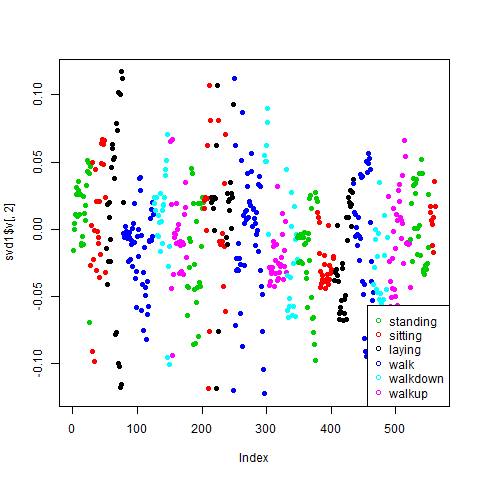 0.10
0.05
0.00
-0.05
-0.10
svd1$v[, 2]
0 100 200 300 400 500
Index
standing
sitting
laying
walk
walkdown
walkup